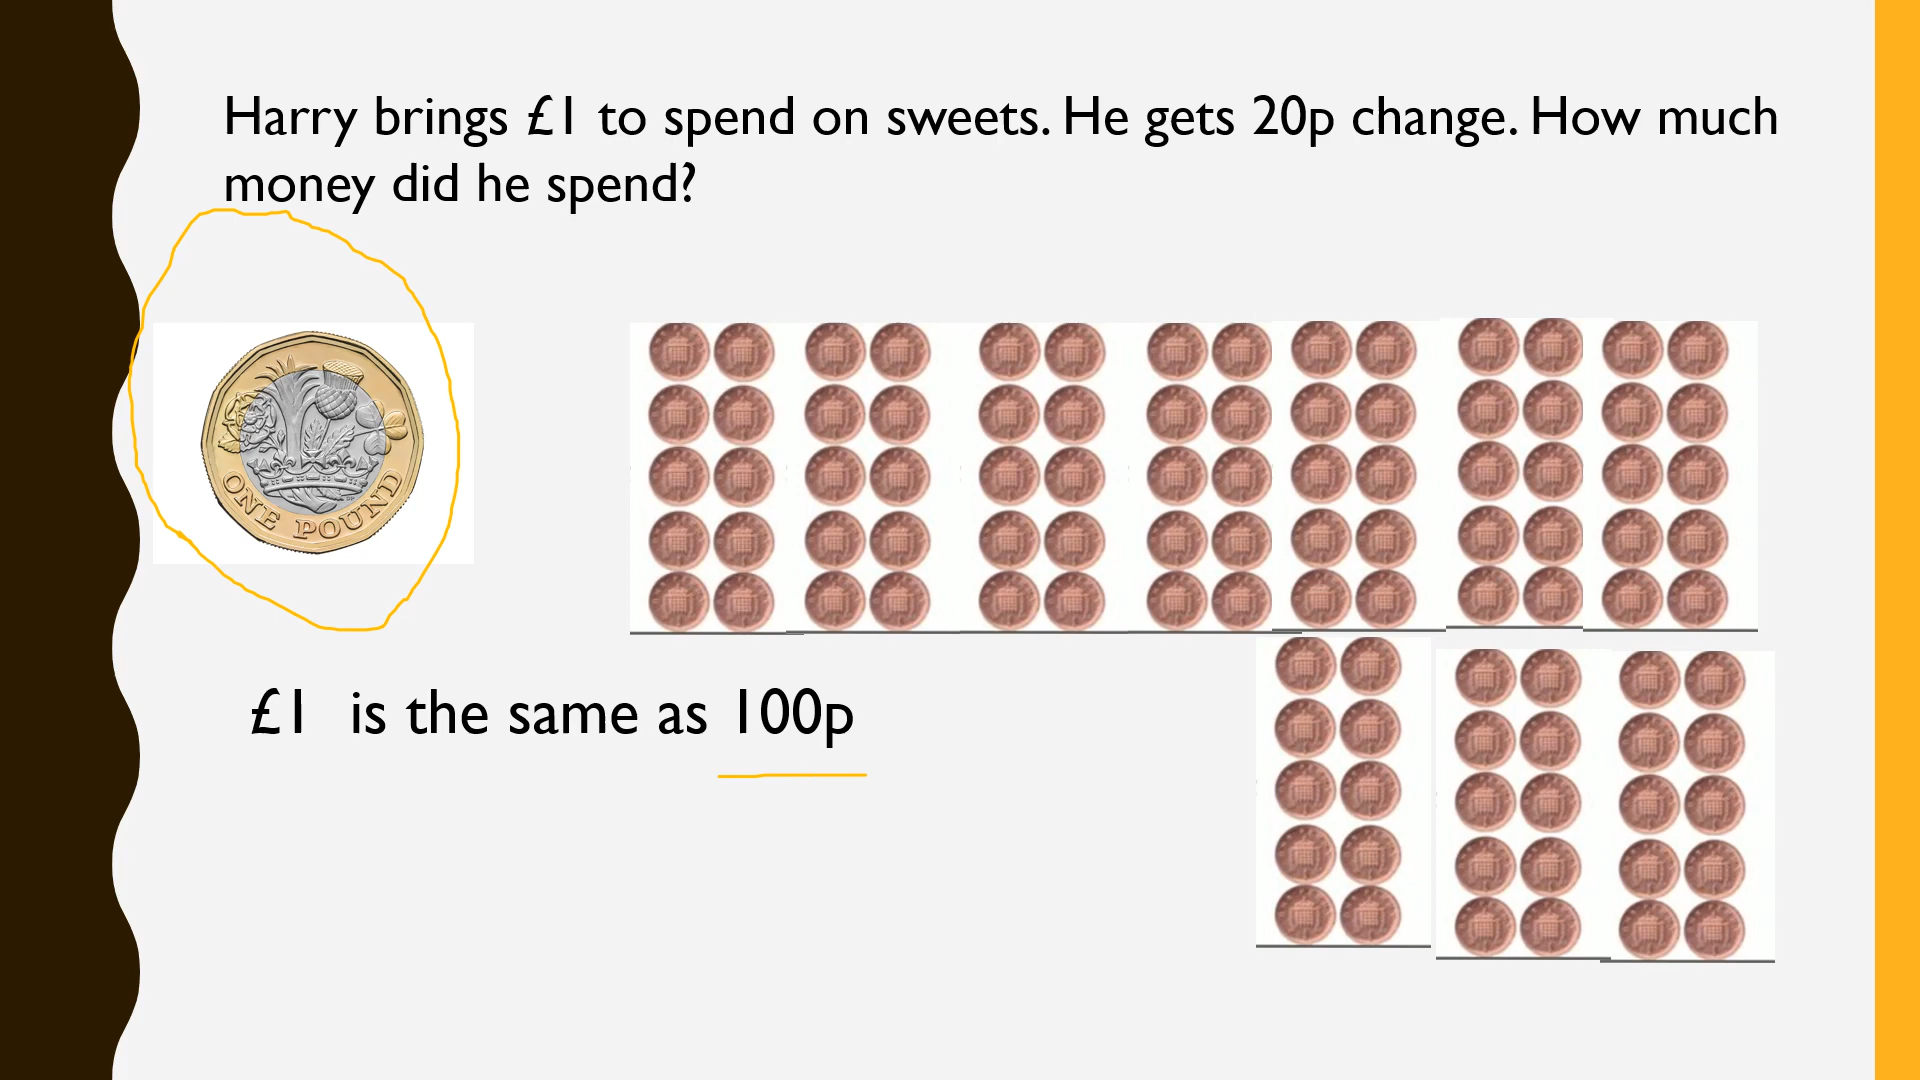 Harry brings £1 to spend on sweets. He gets 20p change. How much
money did he spend?
ONE POUND
£1 is the same as 100p